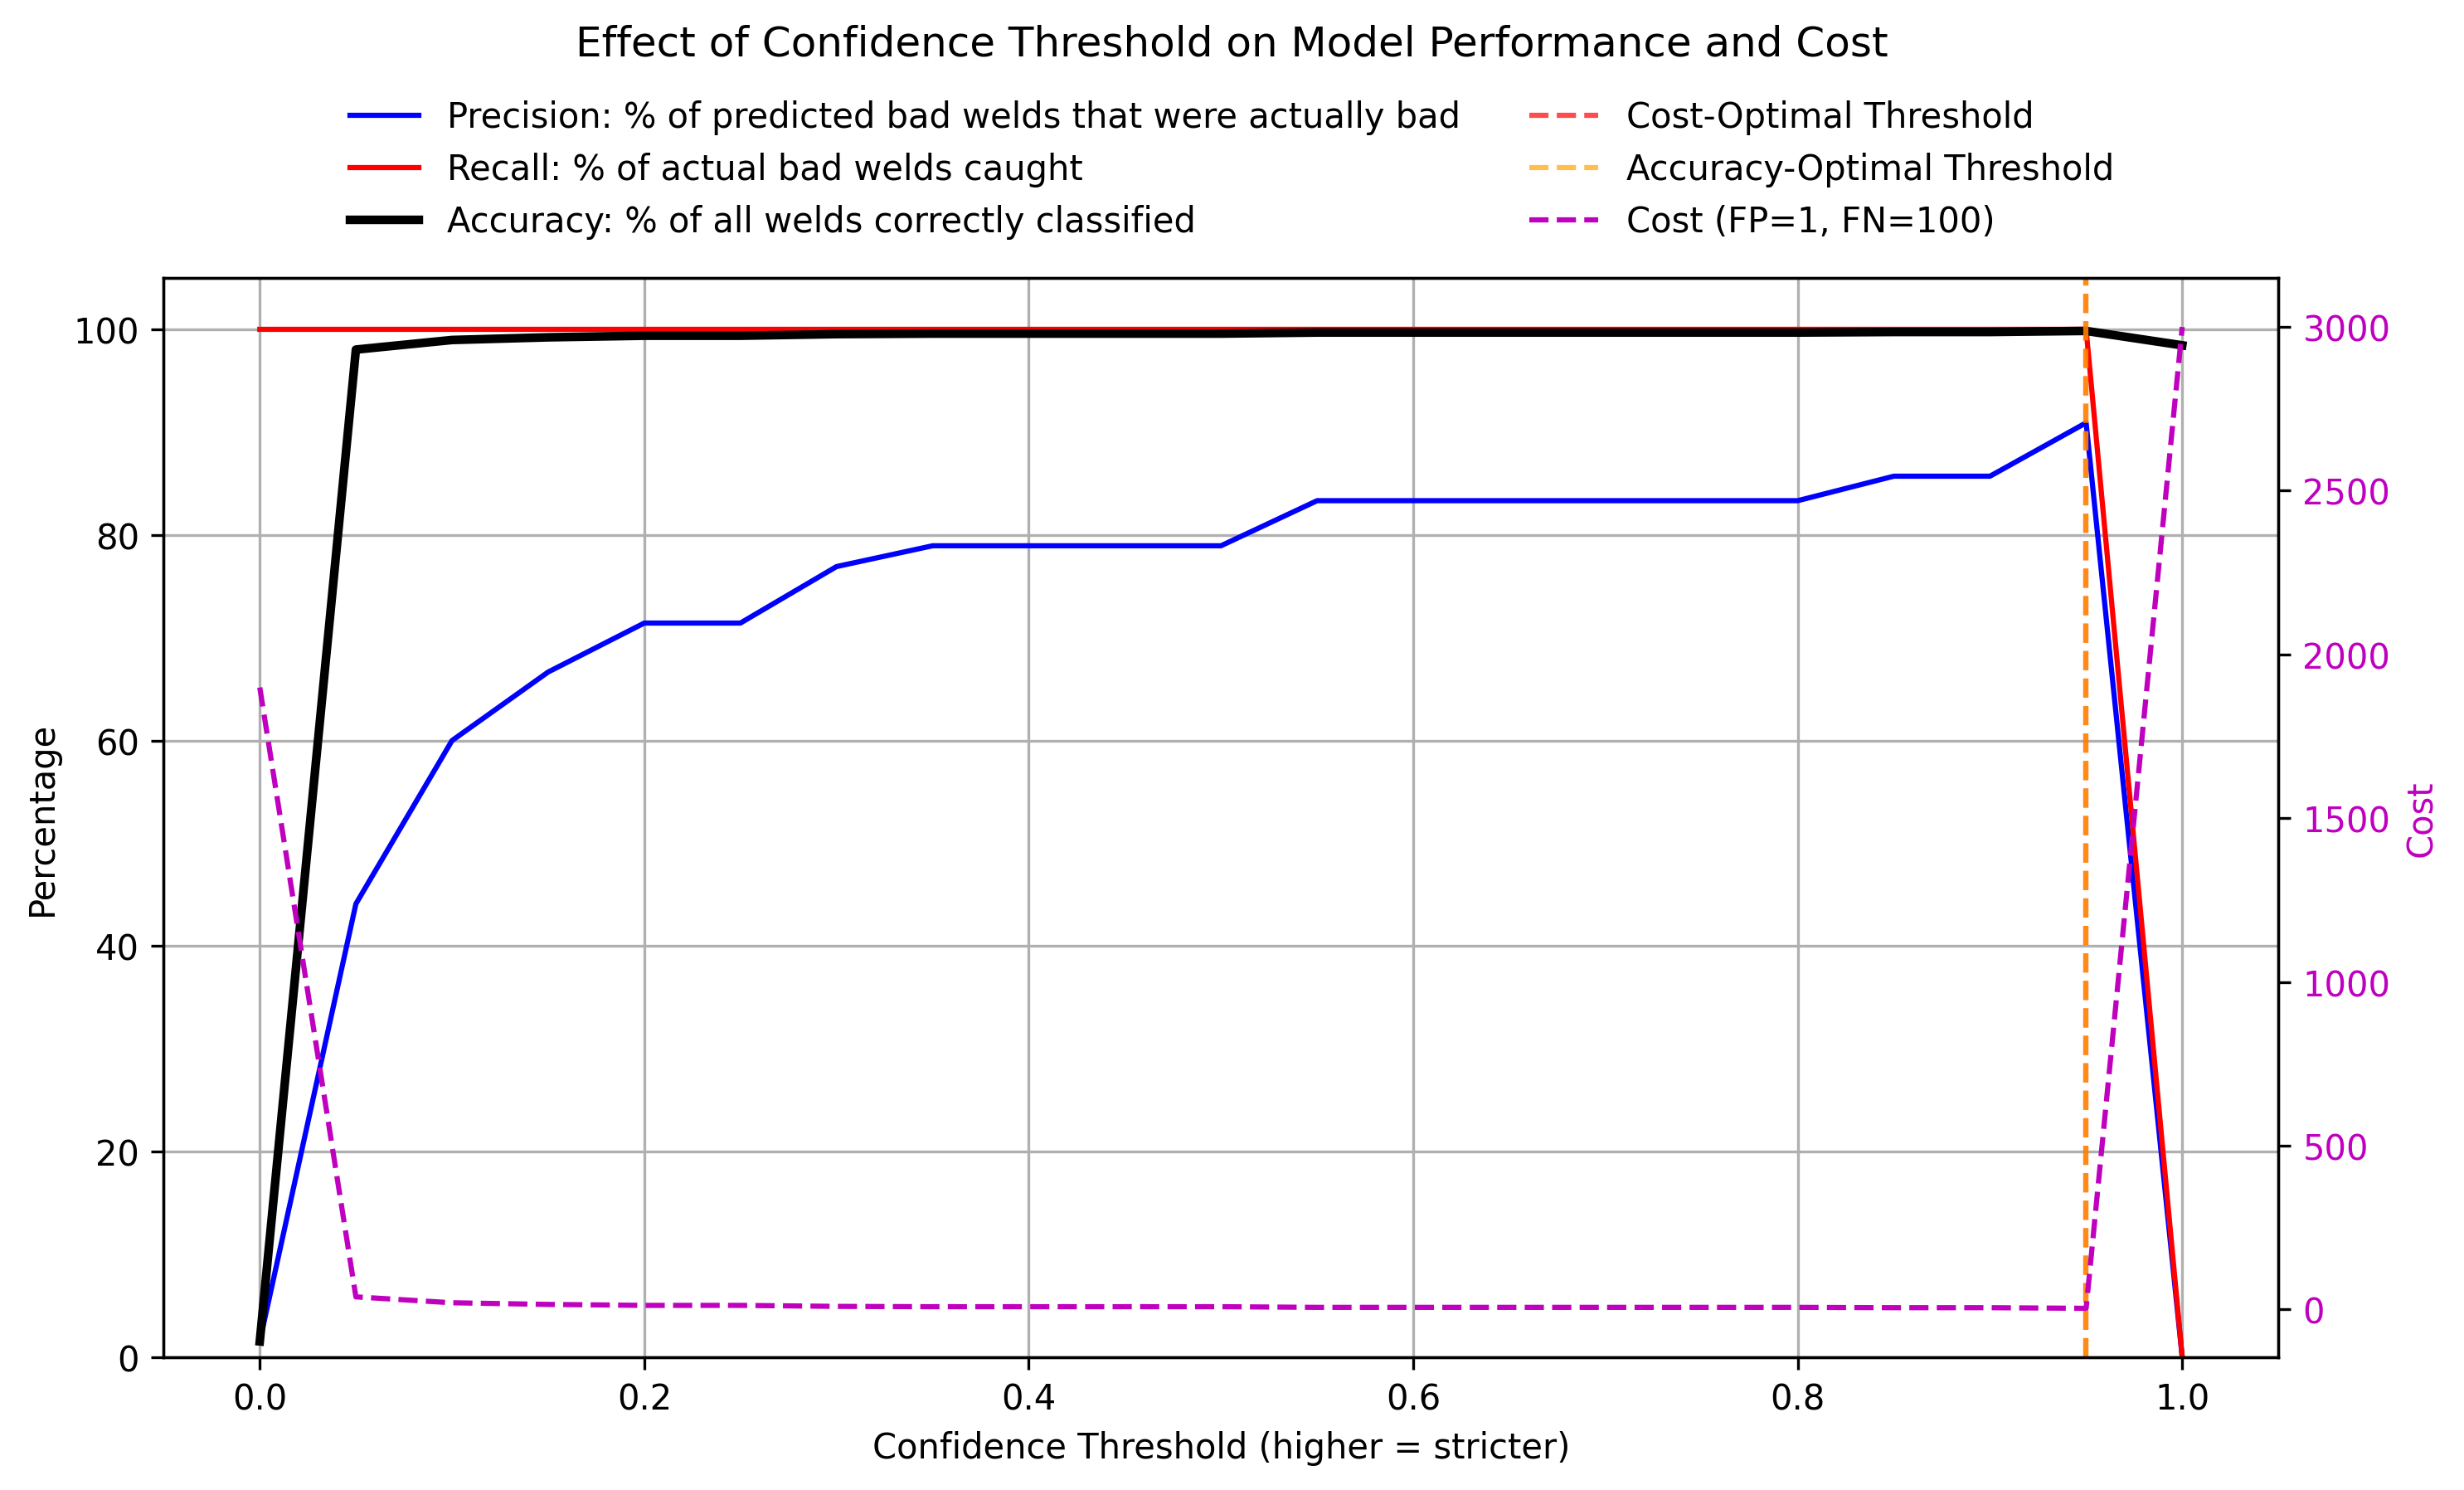 Effect of Confidence Threshold on Model Performance and Cost
Precision: % of predicted bad welds that were actually bad
Recall: % of actual bad welds caught
Accuracy: % of all welds correctly classified
Cost-Optimal Threshold
Accuracy-Optimal Threshold
Cost (FP=1, FN=100)
Percentage
100
80
60
40
20
0
3000
2500
2000
1500
1000
500
0
Cost
0.0
0.2
0.4
0.6
0.8
1.0
Confidence Threshold (higher = stricter)